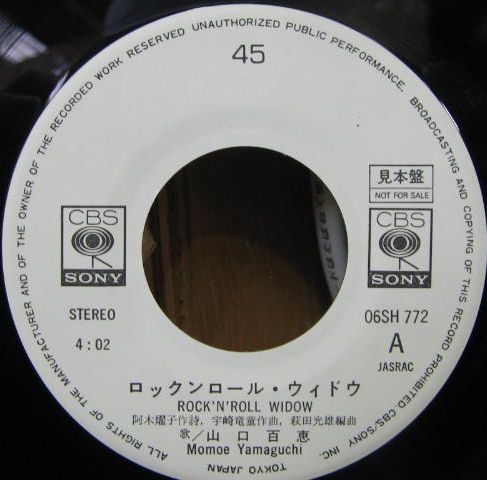 ALL RIGHTS OF THE MANUFACTURER AND OF THE OWNER OF THE RECORDED WORK RESERVED UNAUTHORIZED PUBLIC PERFORMANCE, BROADCASTING AND COPYING OF THIS RECORD PROHIBITED CBS/SONY INC.
TOKYO JAPAN
45
見本盤
NOT FOR SALE
CBS
SONY
CBS
SONY
STEREO
4:02
06SH 772
A
JASRAC
ロックンロール・ウィドウ
ROCK'N'ROLL WIDOW
阿木燿子作詩、宇崎竜童作曲、萩田光雄編曲
歌/山口百恵
Momoe Yamaguchi